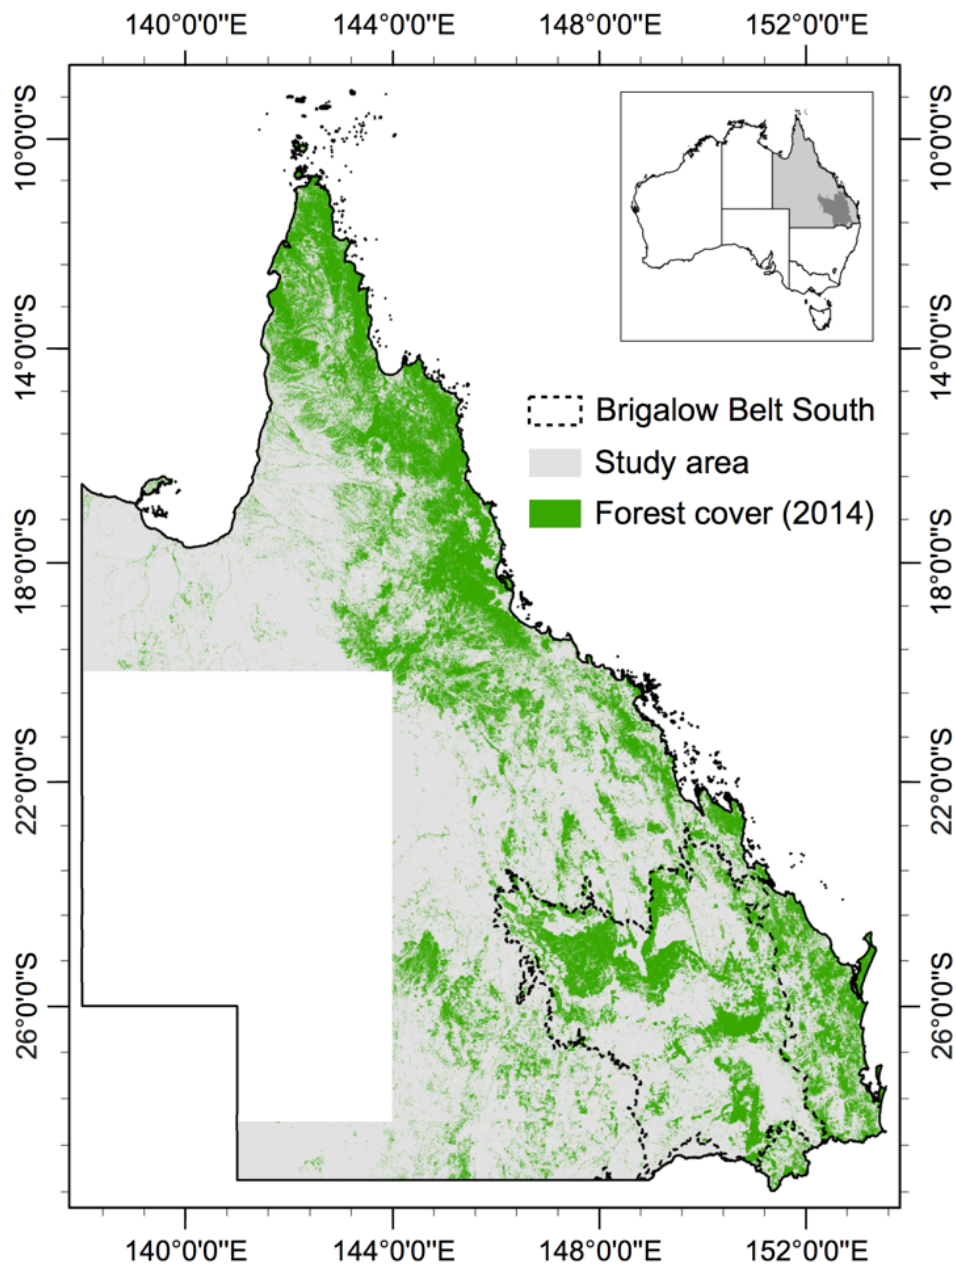 140°0'0"E 144°0'0"E 148°0'0"E 152°0'0"E
10°0'0"S 10°0'0"S
14°0'0"S 14°0'0"S
Brigalow Belt South
Study area
Forest cover (2014)
18°0'0"S 18°0'0"S
22°0'0"S 22°0'0"S
26°0'0"S 26°0'0"S
140°0'0"E 144°0'0"E 148°0'0"E 152°0'0"E